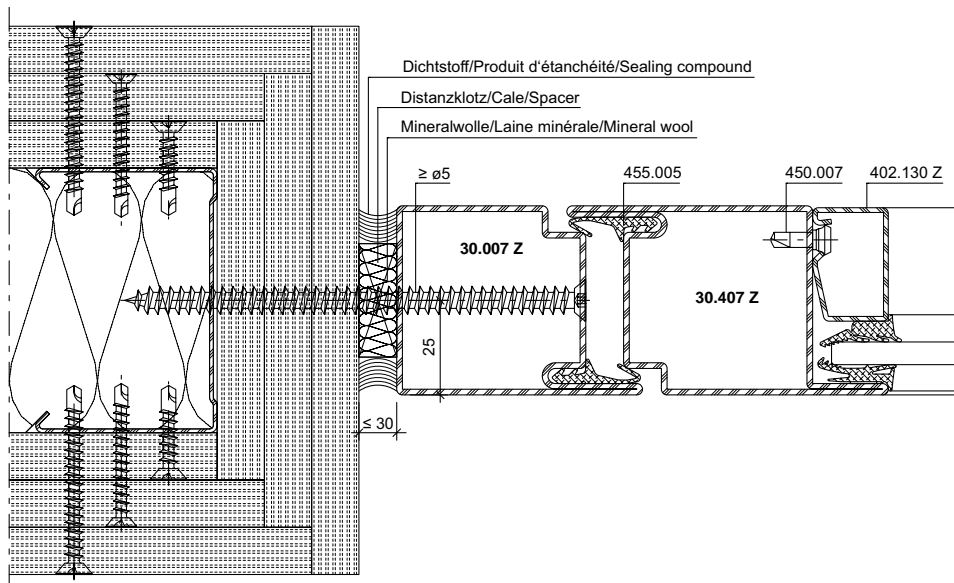 Dichtstoff/Produit d'étanchéité/Sealing compound
Distanzklotz/Cale/Spacer
Mineralwolle/Laine minérale/Mineral wool
≥ ø5
455.005
450.007
402.130 Z
30.007 Z
30.407 Z
25
≤ 30